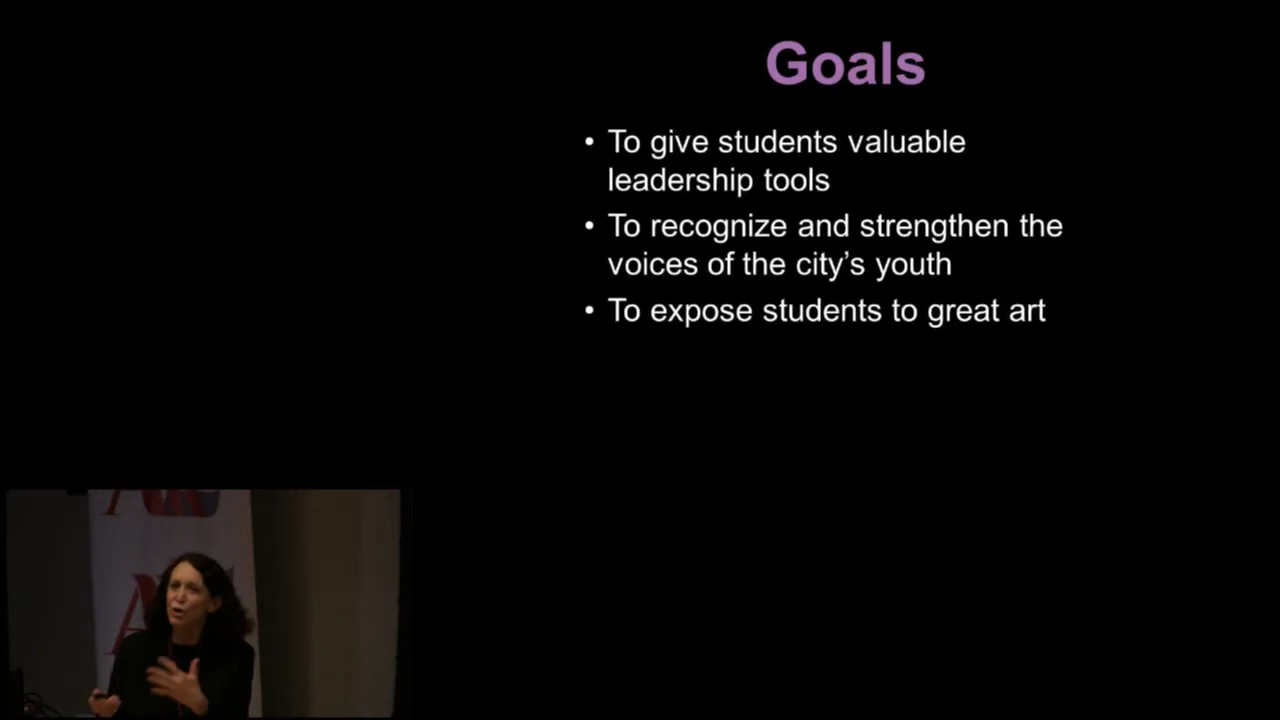 Goals
• To give students valuable
leadership tools
• To recognize and strengthen the
voices of the city’s youth
• To expose students to great art